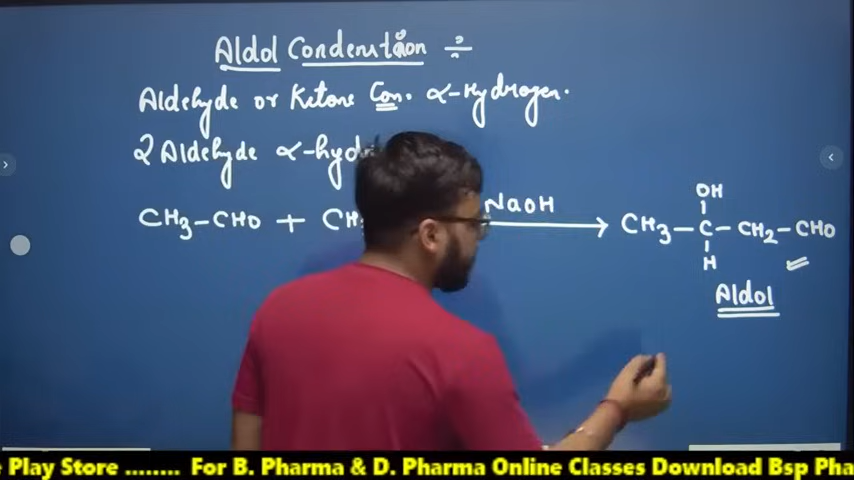 Aldol Condensation ÷
Aldehyde or Ketone Con. α-Hydrogen.
2 Aldehyde α-hyd
CH3-CHO + CH3
NaOH
OH
CH3-C-CH2-CHO
H
Aldol
Play Store ........ For B. Pharma & D. Pharma Online Classes Download Bsp Pha